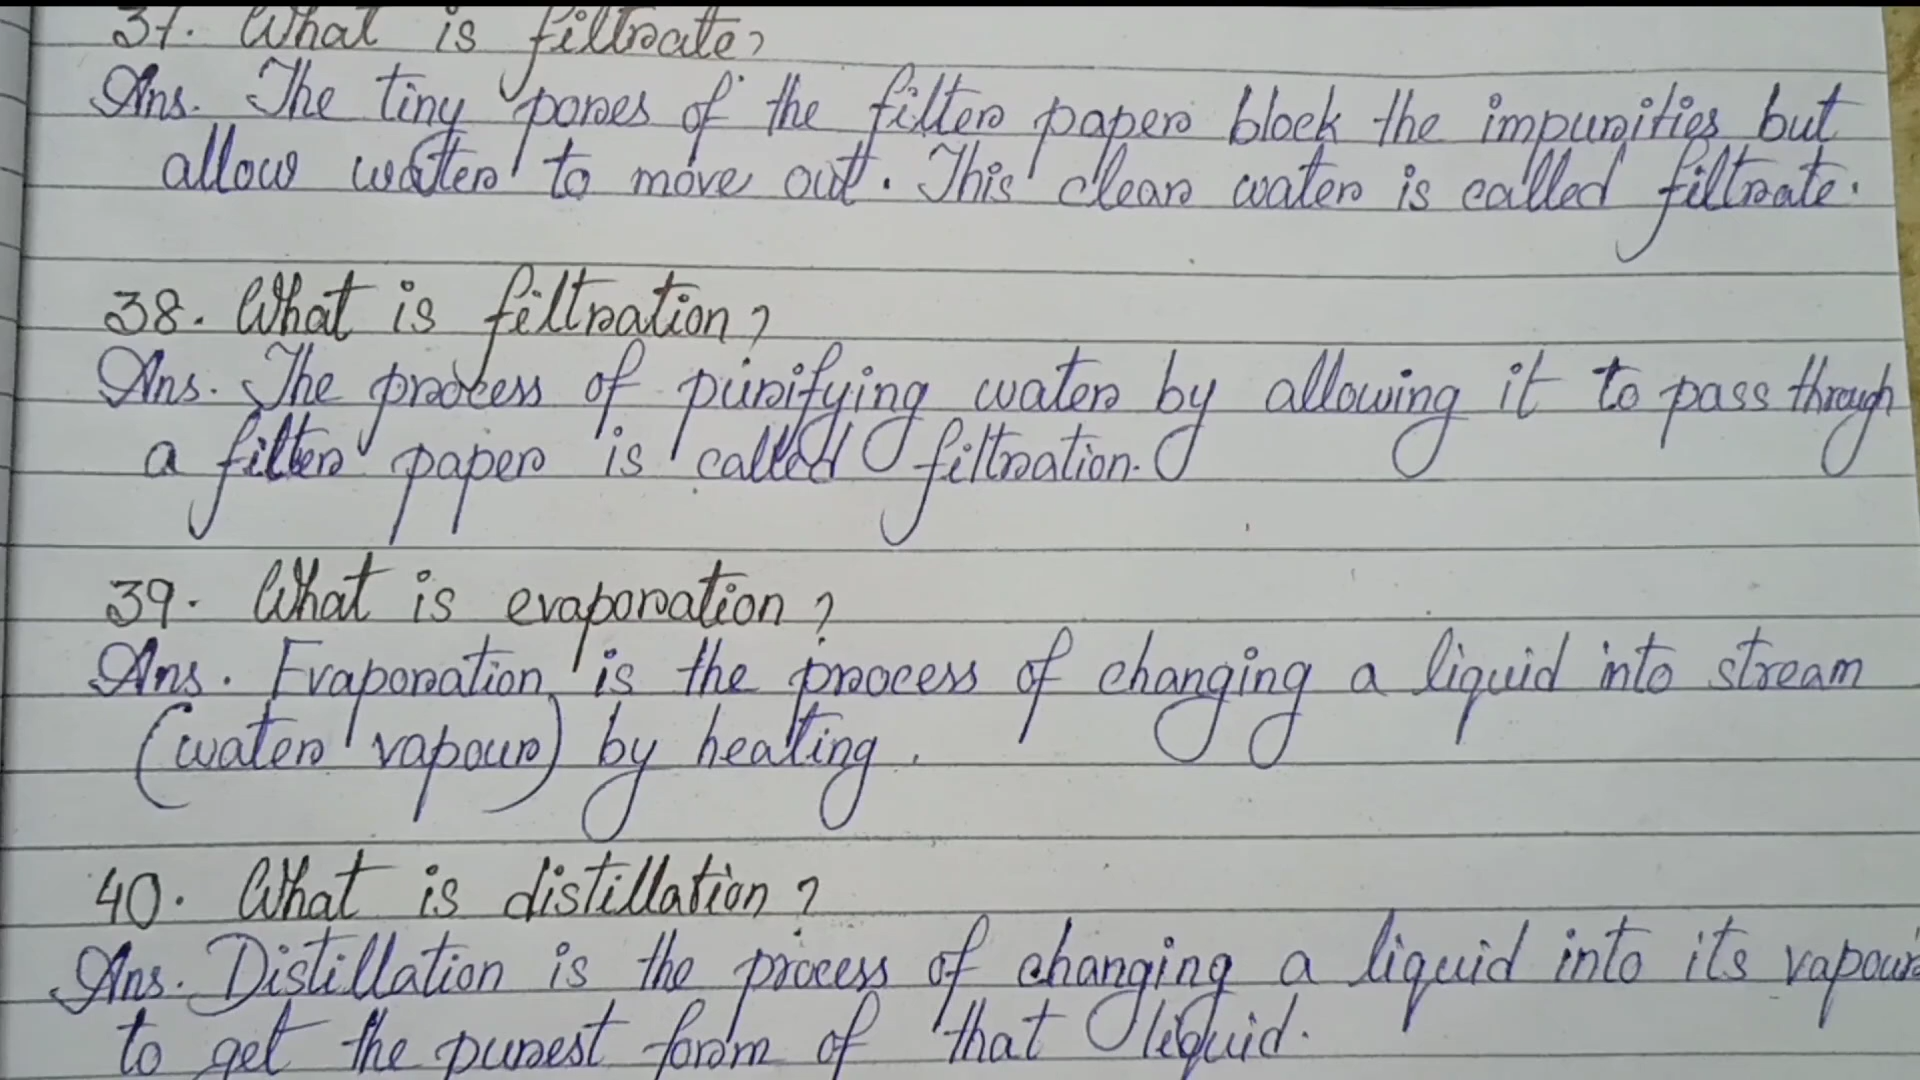 37. What is filtrate?
Ans. The tiny pores of the filter paper block the impurities but
allow water to move out. This clear water is called filtrate.
38. What is filtration?
Ans. The process of purifying water by allowing it to pass through
a filter paper is called filtration.
39. What is evaporation?
Ans. Evaporation is the process of changing a liquid into stream
(water vapour) by heating.
40. What is distillation?
Ans. Distillation is the process of changing a liquid into its vapour
to get the purest form of that liquid.